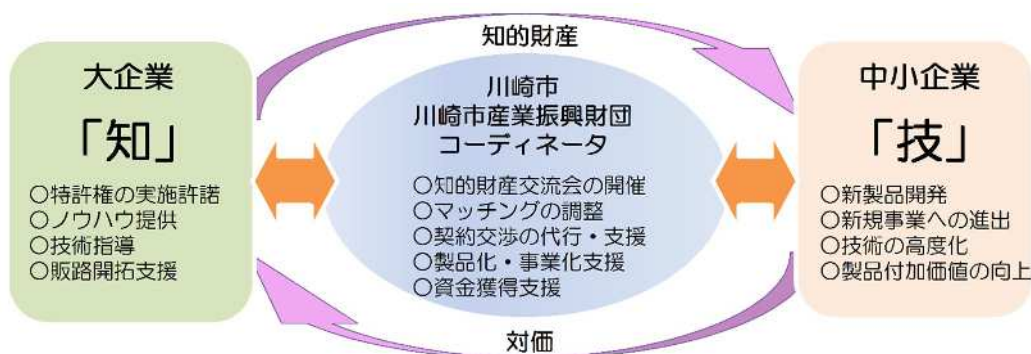 知的財産
大企業
「知」
○特許権の実施許諾
○ノウハウ提供
○技術指導
○販路開拓支援
川崎市
川崎市産業振興財団
コーディネータ
○知的財産交流会の開催
○マッチングの調整
○契約交渉の代行・支援
○製品化・事業化支援
○資金獲得支援
中小企業
「技」
○新製品開発
○新規事業への進出
○技術の高度化
○製品付加価値の向上
対価